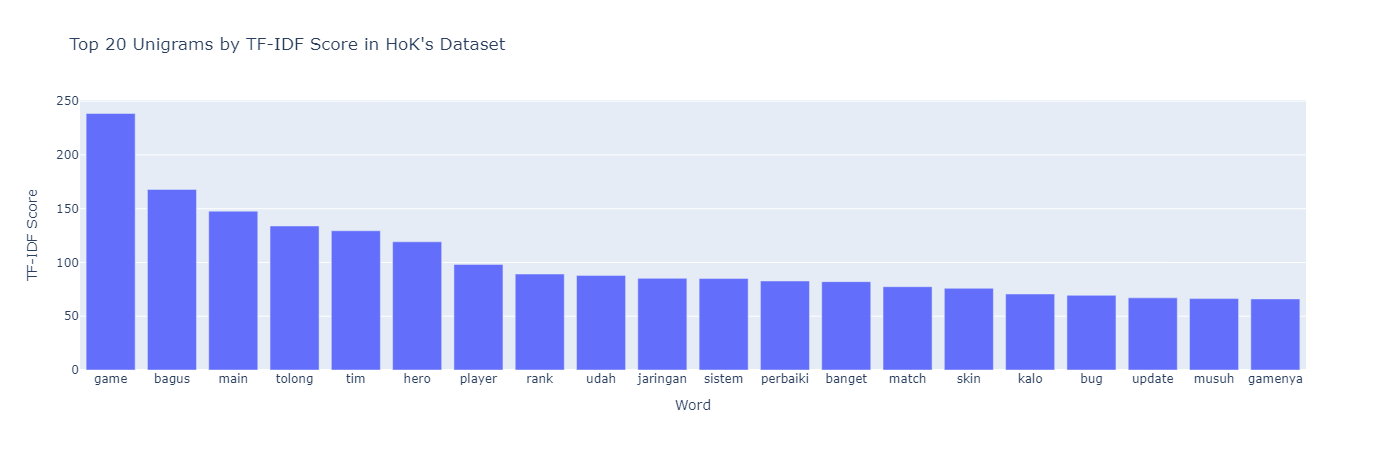 Top 20 Unigrams by TF-IDF Score in HoK's Dataset
TF-IDF Score
250
200
150
100
50
0
game bagus main tolong tim hero player rank udah jaringan sistem perbaiki banget match skin kalo bug update musuh gamenya
Word